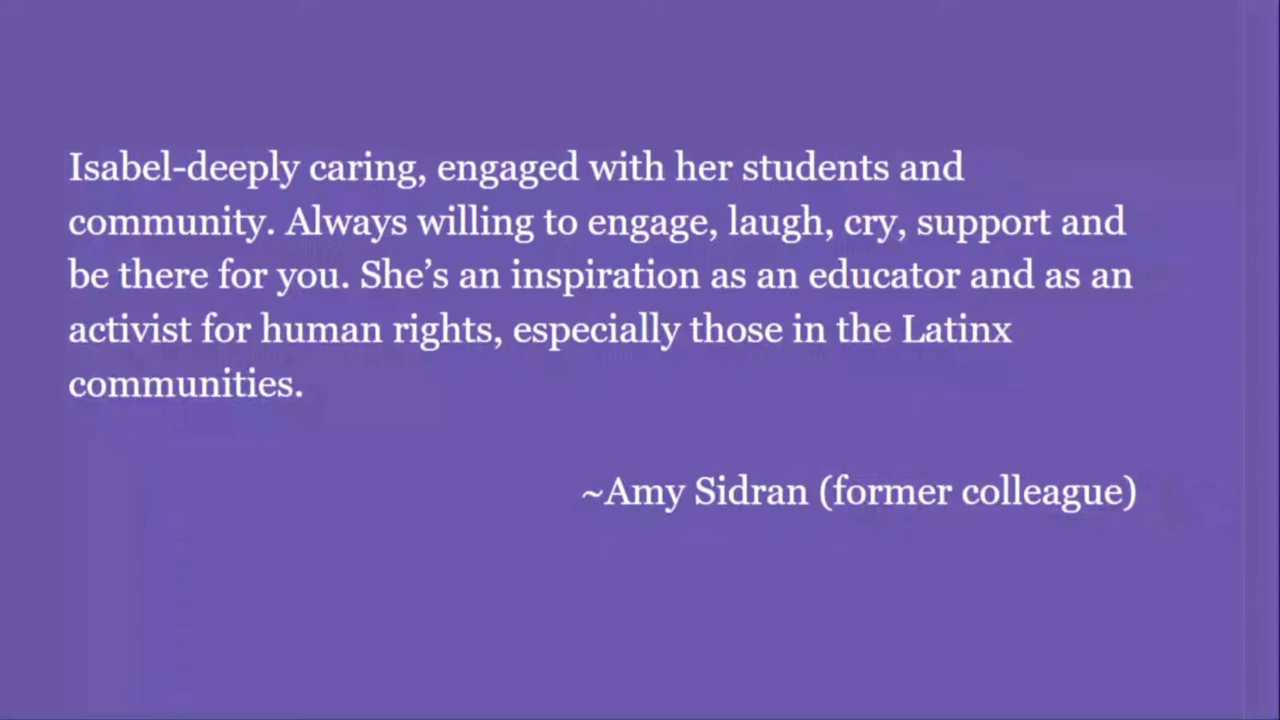 Isabel-deeply caring, engaged with her students and
community. Always willing to engage, laugh, cry, support and
be there for you. She’s an inspiration as an educator and as an
activist for human rights, especially those in the Latinx
communities.
~Amy Sidran (former colleague)